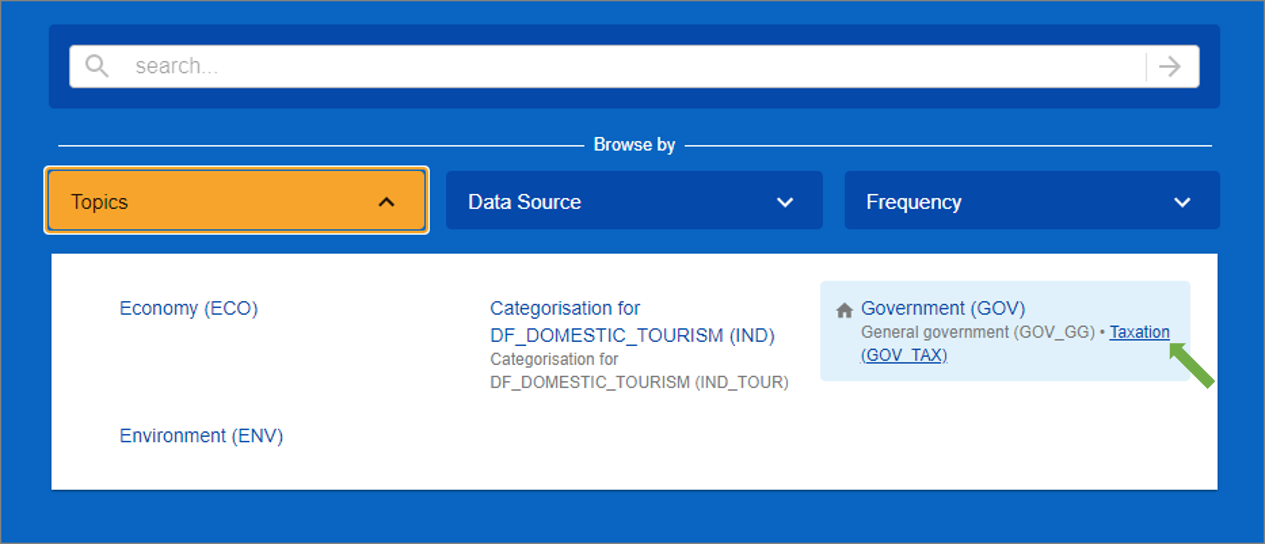 search...
Browse by
Topics
Data Source
Frequency
Economy (ECO)
Categorisation for
DF_DOMESTIC_TOURISM (IND)
Categorisation for
DF_DOMESTIC_TOURISM (IND_TOUR)
Government (GOV)
General government (GOV_GG) • Taxation
(GOV_TAX)
Environment (ENV)